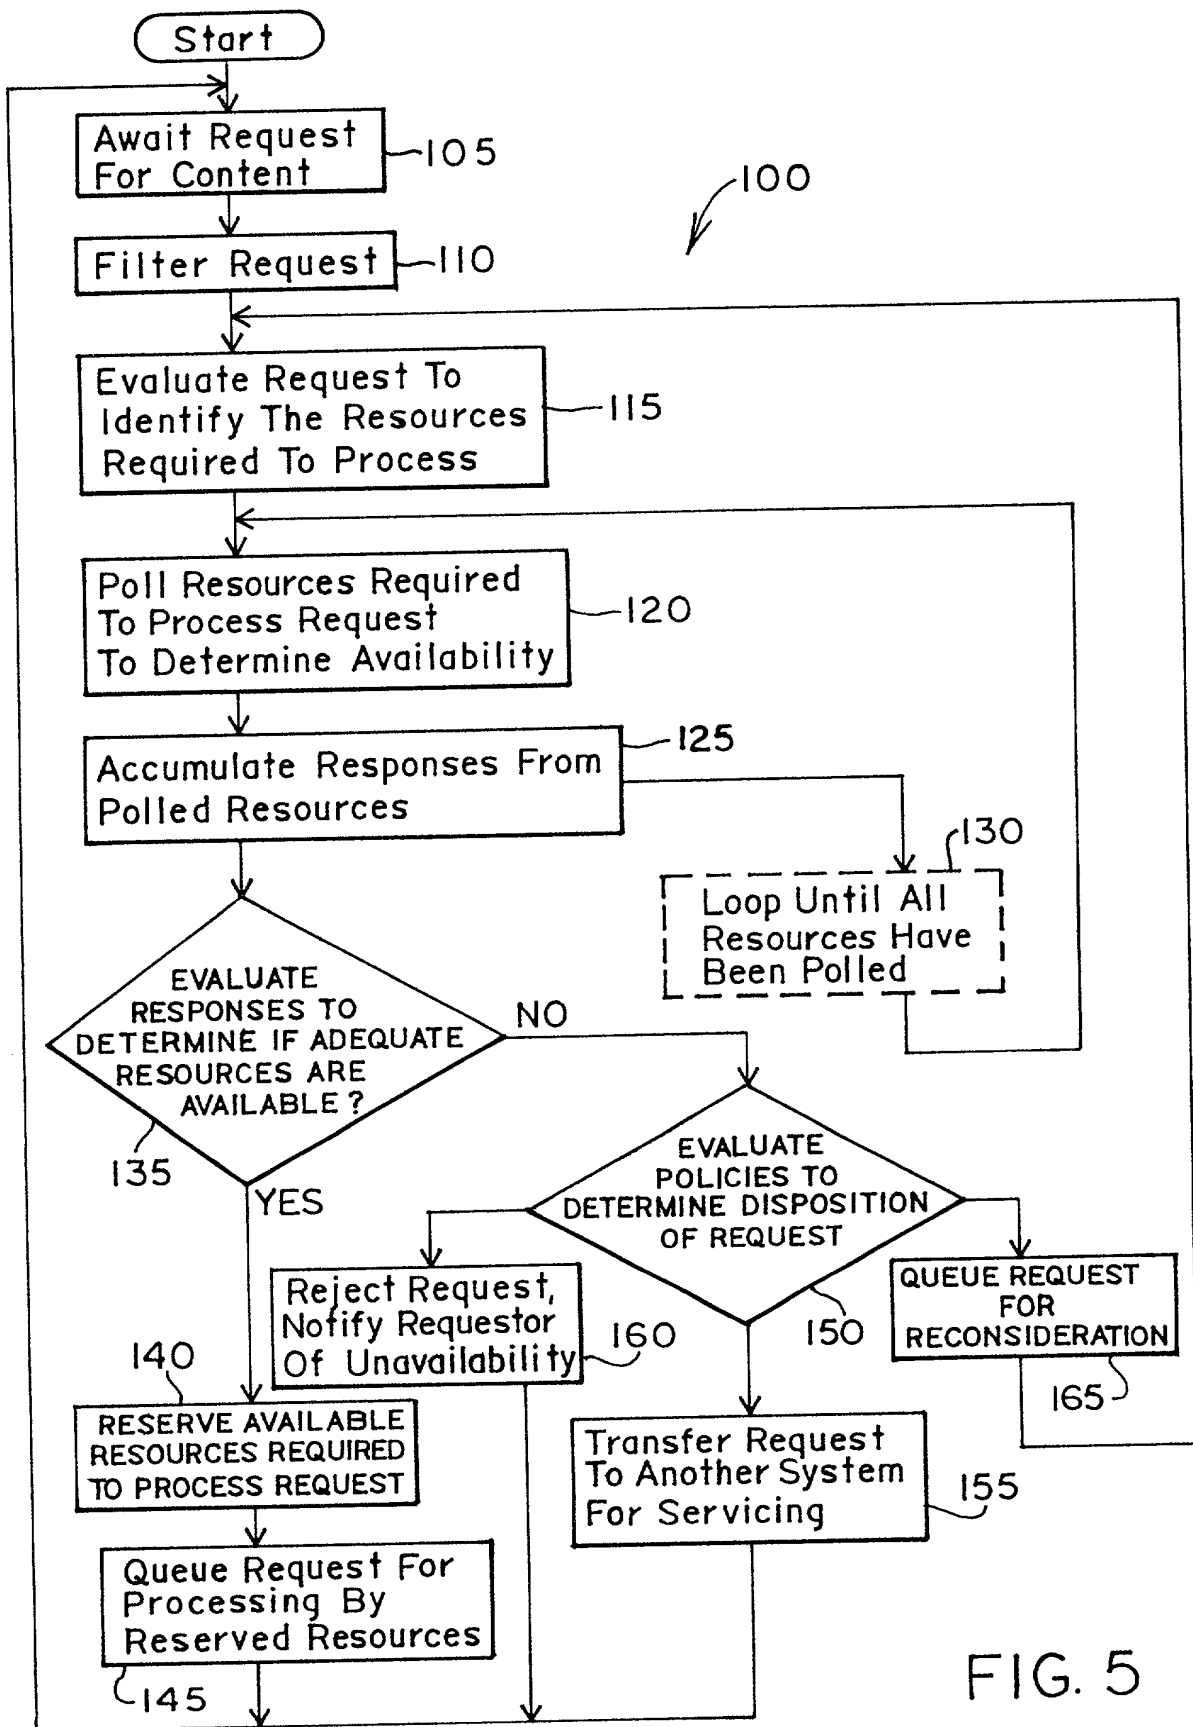 Start
Await Request
For Content
105
100
Filter Request
110
Evaluate Request To
Identify The Resources
Required To Process
115
Poll Resources Required
To Process Request
To Determine Availability
120
Accumulate Responses From
Polled Resources
125
130
Loop Until All
Resources Have
Been Polled
EVALUATE
RESPONSES TO
DETERMINE IF ADEQUATE
RESOURCES ARE
AVAILABLE?
135
NO
YES
EVALUATE
POLICIES TO
DETERMINE DISPOSITION
OF REQUEST
150
Reject Request,
Notify Requestor
Of Unavailability
160
QUEUE REQUEST
FOR
RECONSIDERATION
165
140
RESERVE AVAILABLE
RESOURCES REQUIRED
TO PROCESS REQUEST
Transfer Request
To Another System
For Servicing
155
Queue Request For
Processing By
Reserved Resources
145
FIG. 5